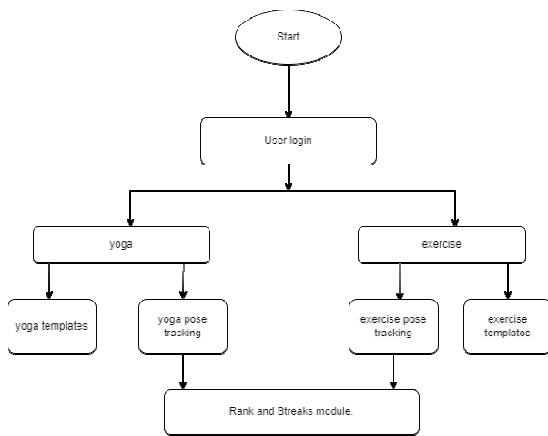 Start
User login
yoga
exercise
yoga templates
yoga pose
tracking
exercise pose
tracking
exercise
templates
Rank and Streaks module.